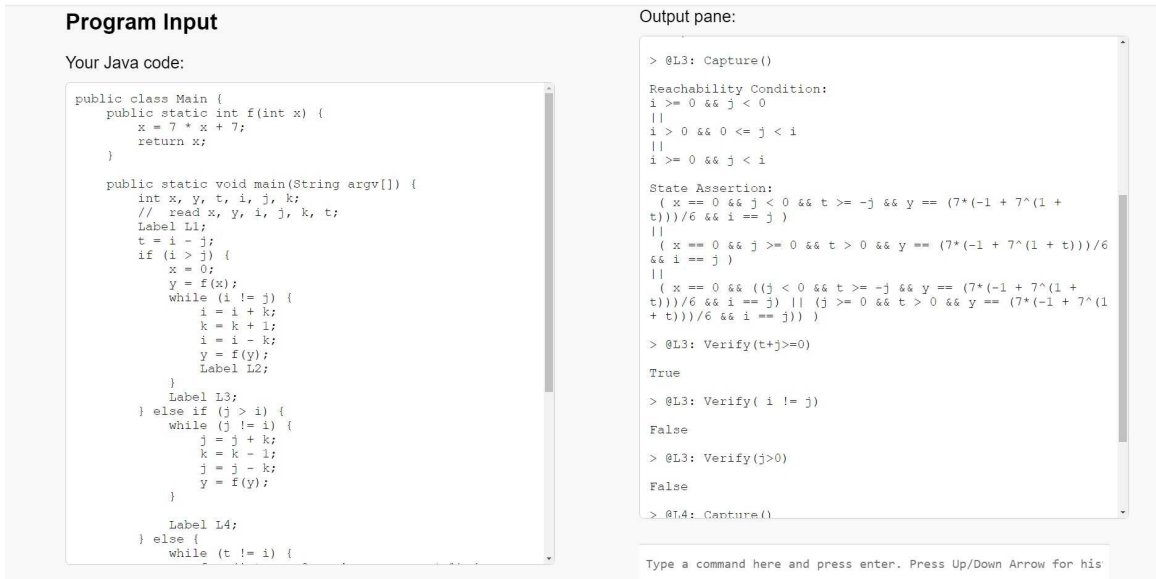 Program Input
Your Java code:
public class Main {
    public static int f(int x) {
        x = 7 * x + 7;
        return x;
    }

    public static void main(String argv[]) {
        int x, y, t, i, j, k;
        //  read x, y, i, j, k, t;
        Label L1;
        t = i - j;
        if (i > j) {
            x = 0;
            y = f(x);
            while (i != j) {
                i = i + k;
                k = k + 1;
                i = i - k;
                y = f(y);
                Label L2;
            }
            Label L3;
        } else if (j > i) {
            while (j != i) {
                j = j + k;
                k = k - 1;
                j = j - k;
                y = f(y);
            }

            Label L4;
        } else {
            while (t != i) {
Output pane:
> @L3: Capture()
Reachability Condition:
i >= 0 && j < 0
||
i > 0 && 0 <= j < i
||
i >= 0 && j < i
State Assertion:
 ( x == 0 && j < 0 && t >= -j && y == (7*(-1 + 7^(1 +
t)))/6 && i == j )
||
 ( x == 0 && j >= 0 && t > 0 && y == (7*(-1 + 7^(1 + t)))/6
&& i == j )
||
 ( x == 0 && ((j < 0 && t >= -j && y == (7*(-1 + 7^(1 +
t)))/6 && i == j) || (j >= 0 && t > 0 && y == (7*(-1 + 7^(1
+ t)))/6 && i == j)) )
> @L3: Verify(t+j>=0)
True
> @L3: Verify( i != j)
False
> @L3: Verify(j>0)
False
> @L4: Capture()
Type a command here and press enter. Press Up/Down Arrow for his